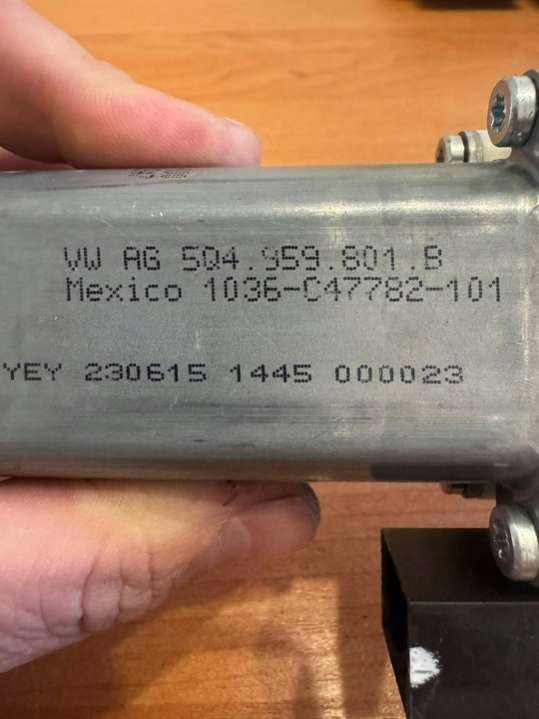 VW AG 5Q4.959.801.B
Mexico 1036-C47782-101
YEY 230615 1445 000023